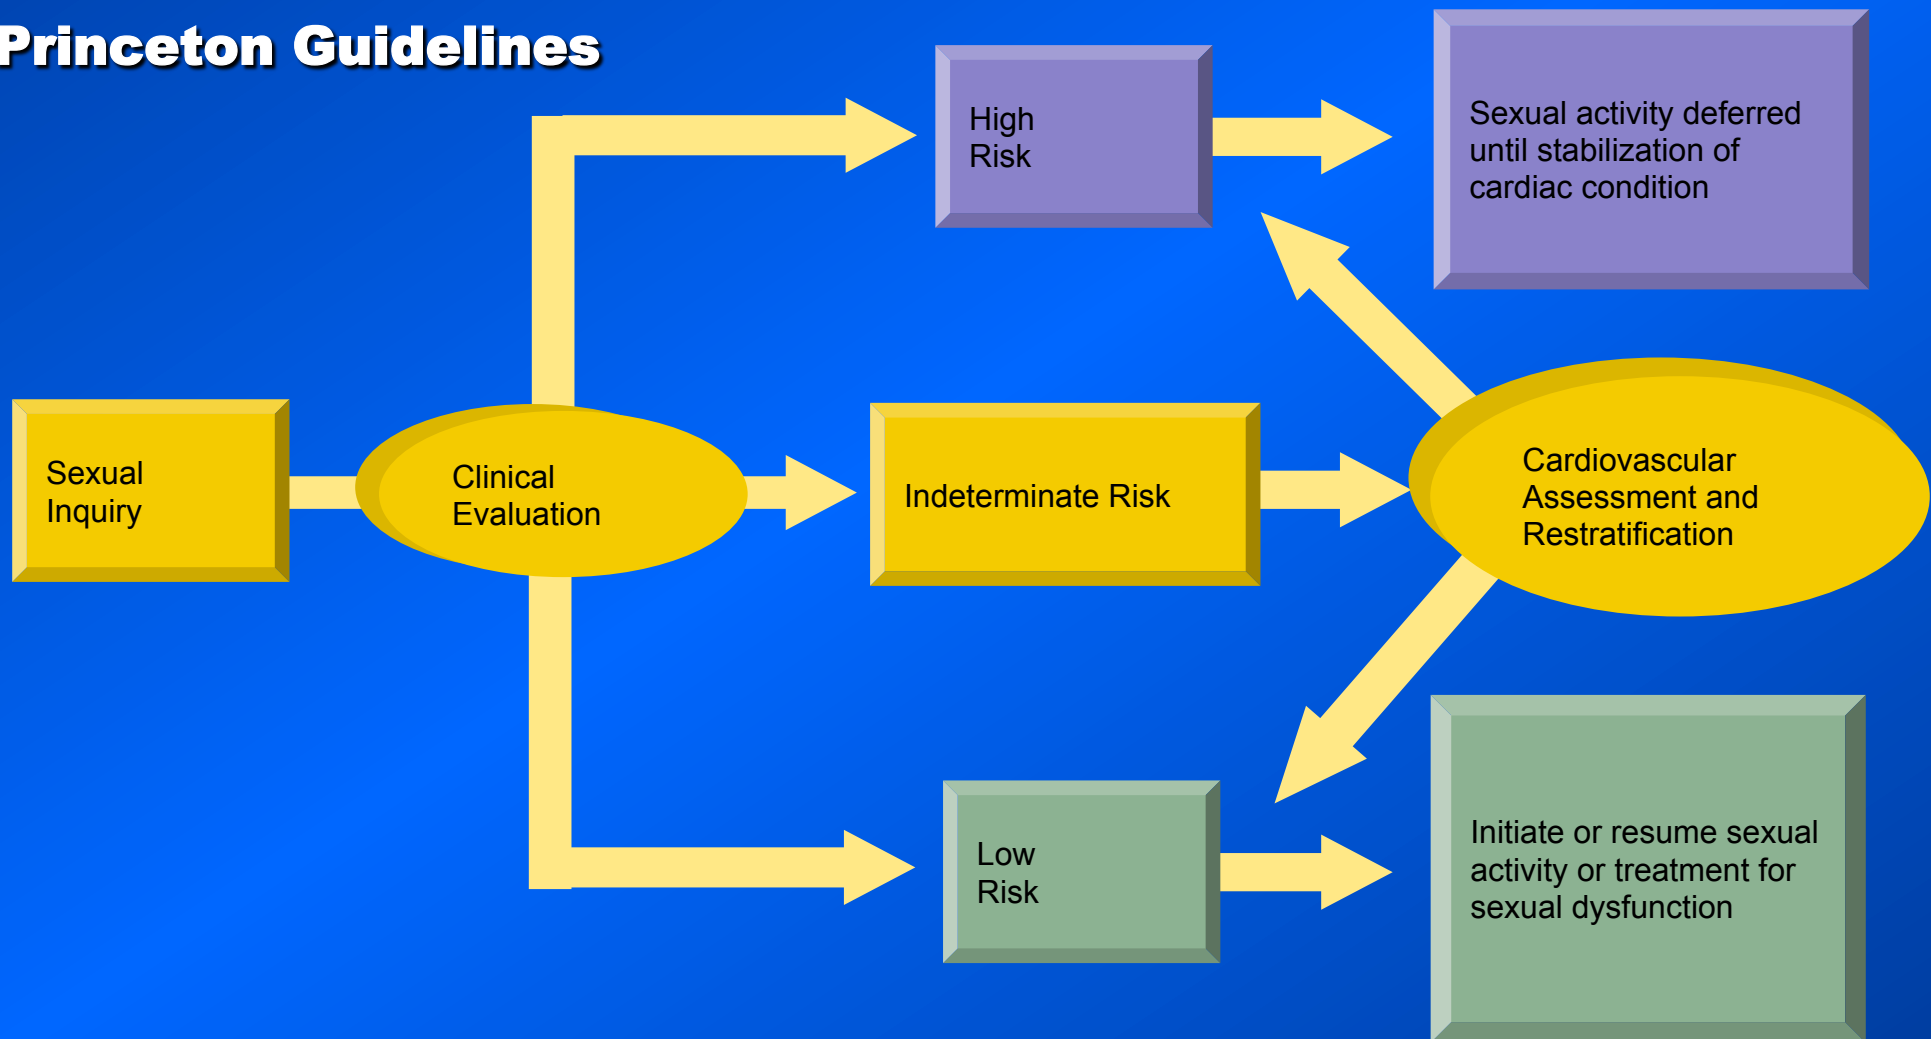 Princeton Guidelines
High
Risk
Sexual activity deferred
until stabilization of
cardiac condition
Sexual
Inquiry
Clinical
Evaluation
Indeterminate Risk
Cardiovascular
Assessment and
Restratification
Low
Risk
Initiate or resume sexual
activity or treatment for
sexual dysfunction